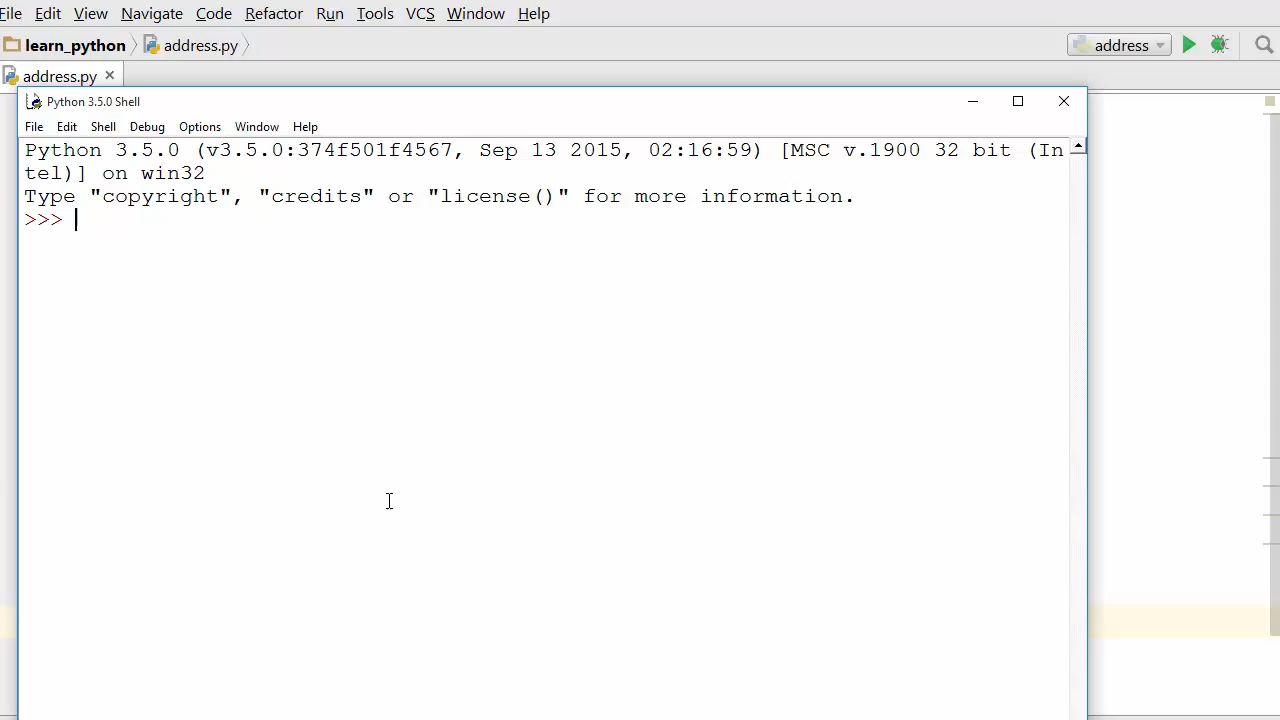 File Edit View Navigate Code Refactor Run Tools VCS Window Help
learn_python address.py address
address.py
Python 3.5.0 Shell
File Edit Shell Debug Options Window Help
Python 3.5.0 (v3.5.0:374f501f4567, Sep 13 2015, 02:16:59) [MSC v.1900 32 bit (In
tel)] on win32
Type "copyright", "credits" or "license()" for more information.
>>>